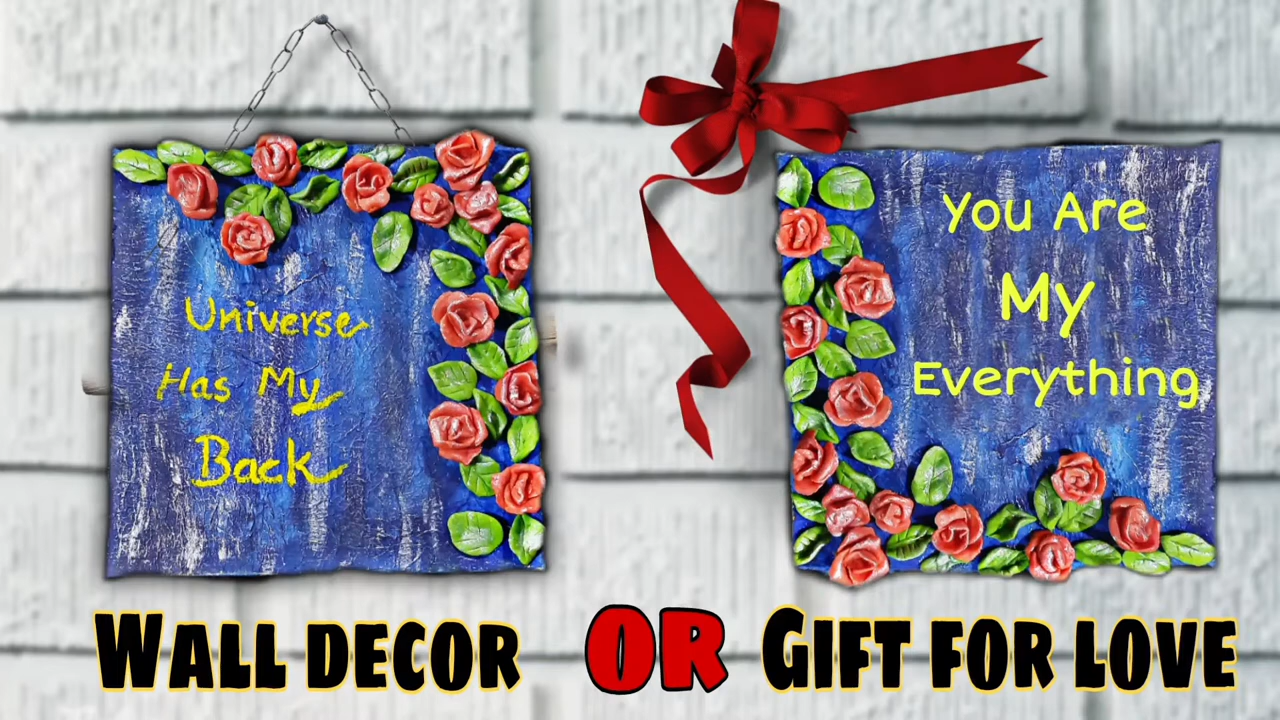 Universe
Has My
Back
You Are
My
Everything
WALL DECOR OR GIFT FOR LOVE